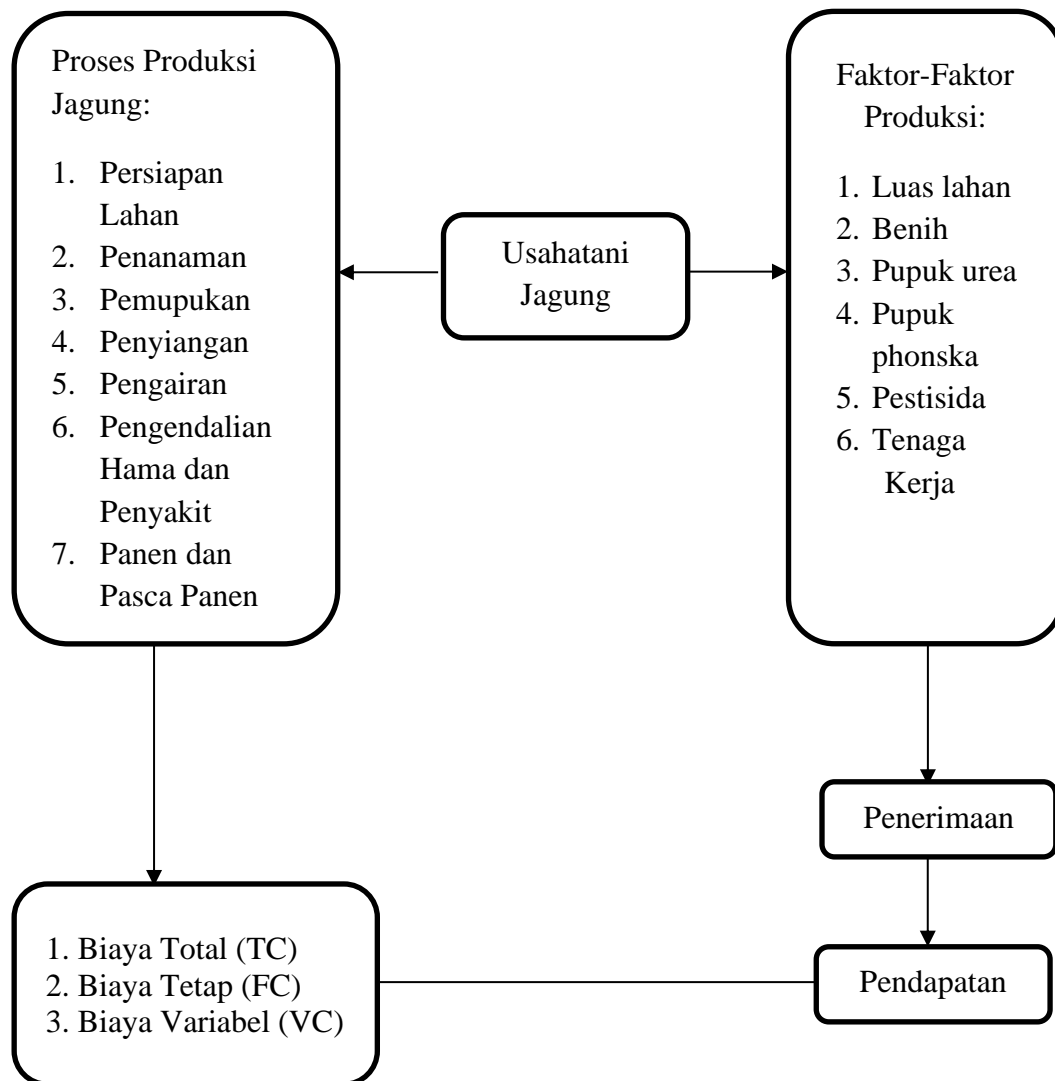 Proses Produksi
Jagung:
1. Persiapan
Lahan
2. Penanaman
3. Pemupukan
4. Penyiangan
5. Pengairan
6. Pengendalian
Hama dan
Penyakit
7. Panen dan
Pasca Panen
Usahatani
Jagung
Faktor-Faktor
Produksi:
1. Luas lahan
2. Benih
3. Pupuk urea
4. Pupuk
phonska
5. Pestisida
6. Tenaga
Kerja
Penerimaan
1. Biaya Total (TC)
2. Biaya Tetap (FC)
3. Biaya Variabel (VC)
Pendapatan